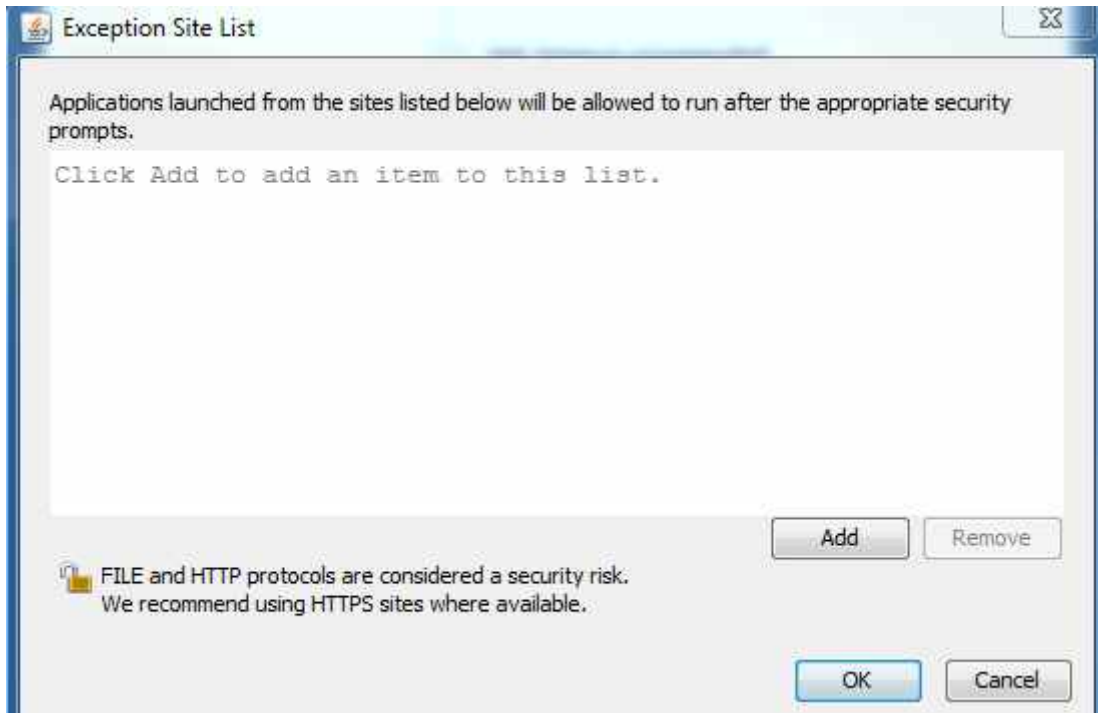 Exception Site List
Applications launched from the sites listed below will be allowed to run after the appropriate security
prompts.
Click Add to add an item to this list.
Add
Remove
FILE and HTTP protocols are considered a security risk.
We recommend using HTTPS sites where available.
OK
Cancel